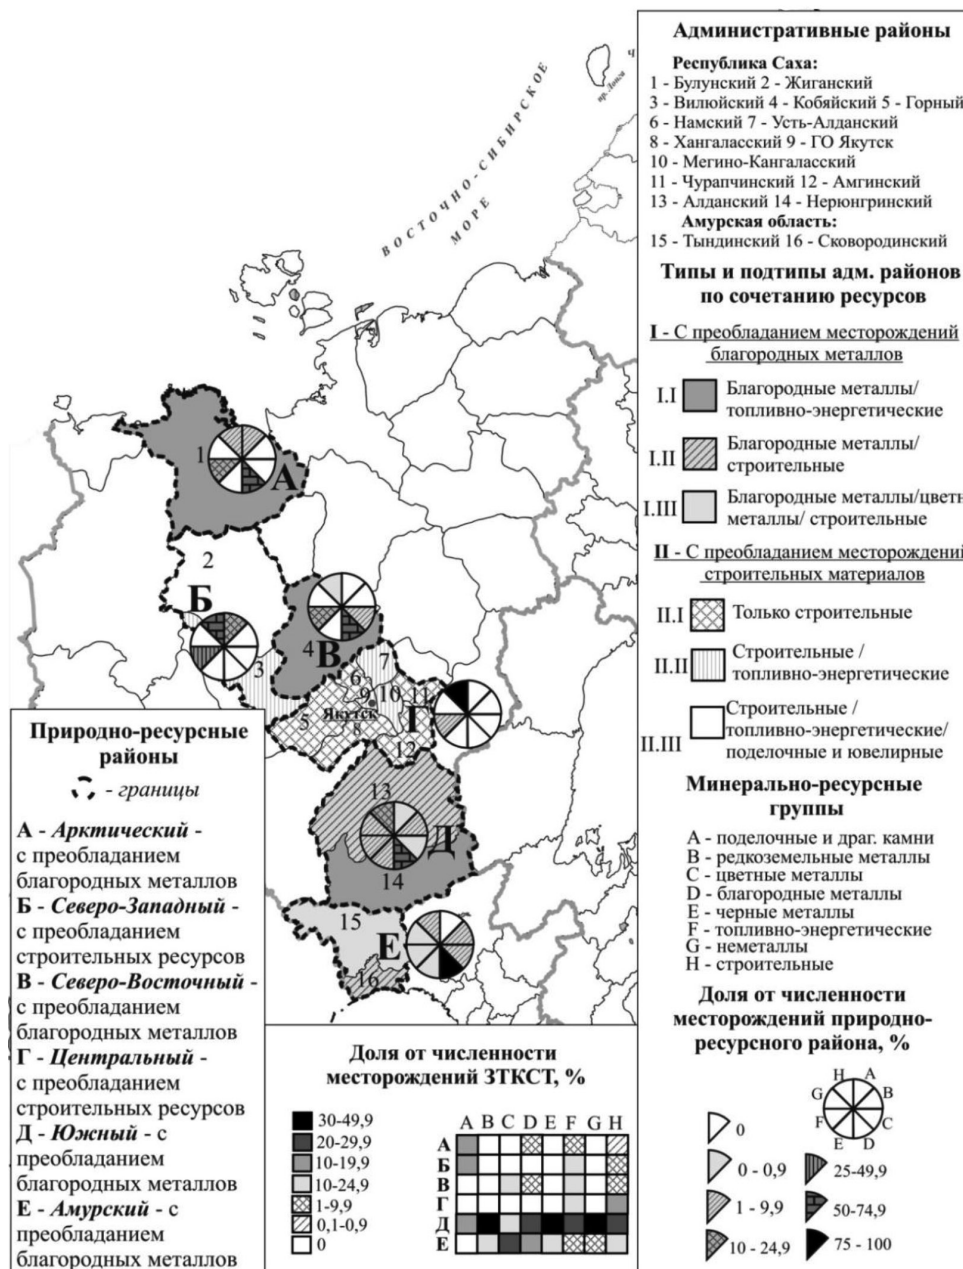 ВОСТОЧНО-СИБИРСКОЕ
МОРЕ
Ч
1
А
2
Б
3
4
В
5
6
7
8
9
10
11
12
Якутск
Г
13
14
Д
15
16
Е
Природно-ресурсные
районы
- границы
А - Арктический -
с преобладанием
благородных металлов
Б - Северо-Западный -
с преобладанием
строительных ресурсов
В - Северо-Восточный -
с преобладанием
благородных металлов
Г - Центральный -
с преобладанием
строительных ресурсов
Д - Южный - с
преобладанием
благородных металлов
Е - Амурский - с
преобладанием
благородных металлов
Доля от численности
месторождений ЗТКСТ, %
30-49,9
20-29,9
10-19,9
10-24,9
1-9,9
0,1-0,9
0
A B C D E F G H
А
Б
В
Г
Д
Е
Административные районы
Республика Саха:
1 - Булунский 2 - Жиганский
3 - Вилюйский 4 - Кобяйский 5 - Горный
6 - Намский 7 - Усть-Алданский
8 - Хангаласский 9 - ГО Якутск
10 - Мегино-Кангаласский
11 - Чурапчинский 12 - Амгинский
13 - Алданский 14 - Нерюнгринский
Амурская область:
15 - Тындинский 16 - Сковородинский
Типы и подтипы адм. районов
по сочетанию ресурсов
I - С преобладанием месторождений
благородных металлов
I.I Благородные металлы/
топливно-энергетические
I.II Благородные металлы/
строительные
I.III Благородные металлы/цветн
металлы/ строительные
II - С преобладанием месторождений
строительных материалов
II.I Только строительные
II.II Строительные /
топливно-энергетические
II.III Строительные /
топливно-энергетические/
поделочные и ювелирные
Минерально-ресурсные
группы
A - поделочные и драг. камни
B - редкоземельные металлы
C - цветные металлы
D - благородные металлы
E - черные металлы
F - топливно-энергетические
G - неметаллы
H - строительные
Доля от численности
месторождений природно-
ресурсного района, %
H A
G B
F C
E D
0
0 - 0,9
1 - 9,9
10 - 24,9
25-49,9
50-74,9
75 - 100